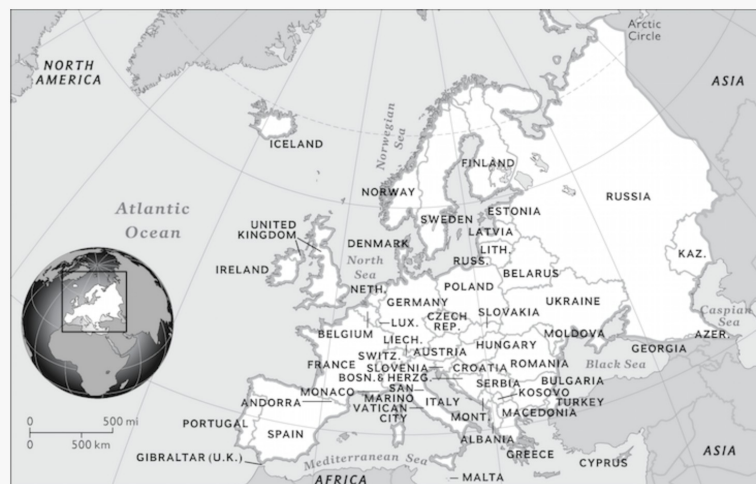 Arctic
Circle
NORTH
AMERICA
ASIA
Norwegian
Sea
ICELAND
FINLAND
NORWAY
RUSSIA
Atlantic
Ocean
SWEDEN
ESTONIA
UNITED
KINGDOM
LATVIA
DENMARK
LITH.
KAZ.
IRELAND
North
Sea
RUSS.
BELARUS
NETH.
POLAND
GERMANY
UKRAINE
CZECH
REP.
SLOVAKIA
Caspian
Sea
BELGIUM
LUX.
MOLDOVA
AZER.
LIECH.
HUNGARY
GEORGIA
SWITZ.
AUSTRIA
FRANCE
SLOVENIA
CROATIA
ROMANIA
Black Sea
BOSN. & HERZG.
SERBIA
BULGARIA
MONACO
SAN
MARINO
KOSOVO
ANDORRA
ITALY
TURKEY
VATICAN
CITY
MACEDONIA
MONT.
0 500 mi
0 500 km
PORTUGAL
SPAIN
ALBANIA
GREECE
ASIA
GIBRALTAR (U.K.)
Mediterranean Sea
CYPRUS
AFRICA
MALTA